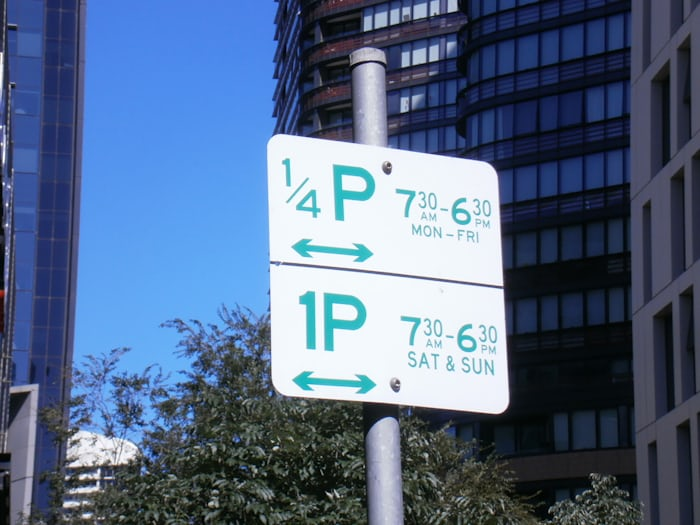 1/4 P 7 30 AM - 6 30 PM
MON - FRI
1P 7 30 AM - 6 30 PM
SAT & SUN